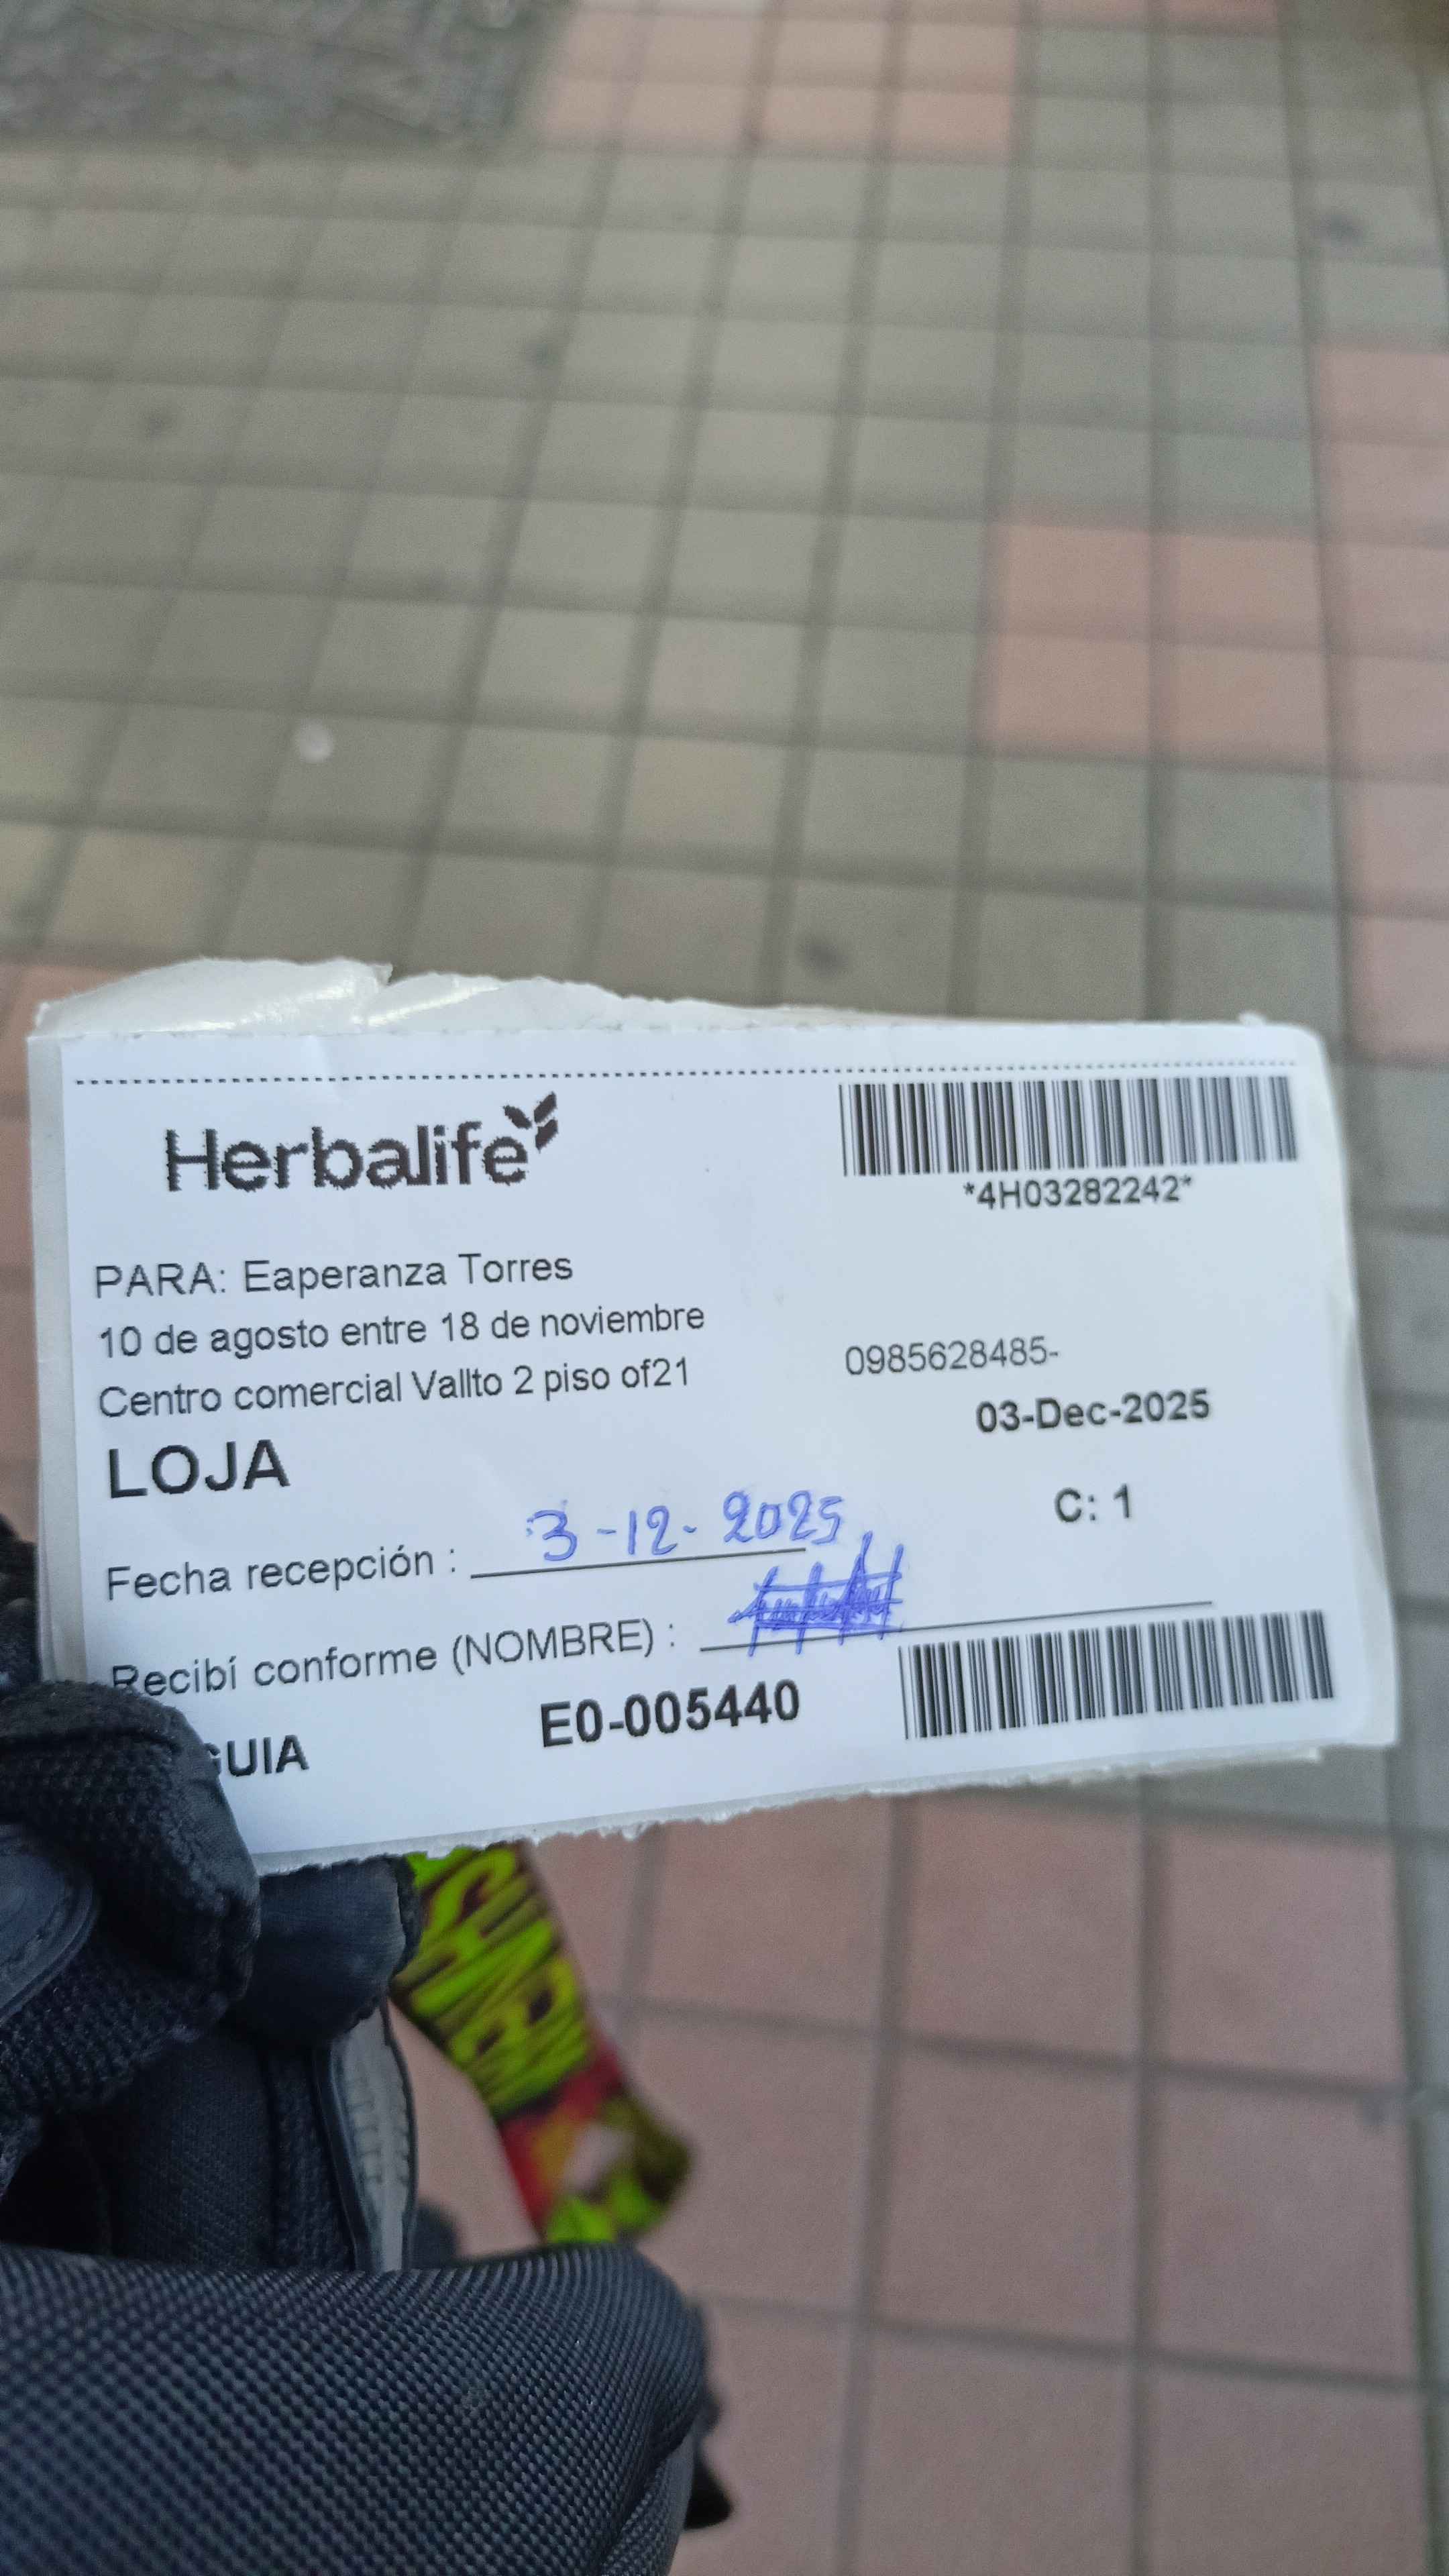 Herbalife
*4H03282242*
PARA: Eaperanza Torres
10 de agosto entre 18 de noviembre
Centro comercial Vallto 2 piso of21
0985628485-
03-Dec-2025
LOJA
C: 1
Fecha recepción : 3-12-2025
Recibí conforme (NOMBRE) :
GUIA E0-005440